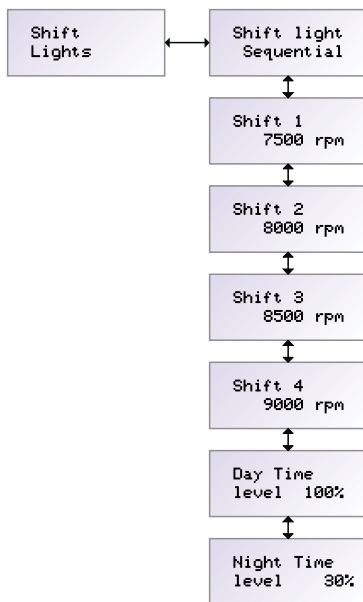 Shift
Lights
Shift light
Sequential
Shift 1
7500 rpm
Shift 2
8000 rpm
Shift 3
8500 rpm
Shift 4
9000 rpm
Day Time
level 100%
Night Time
level 30%